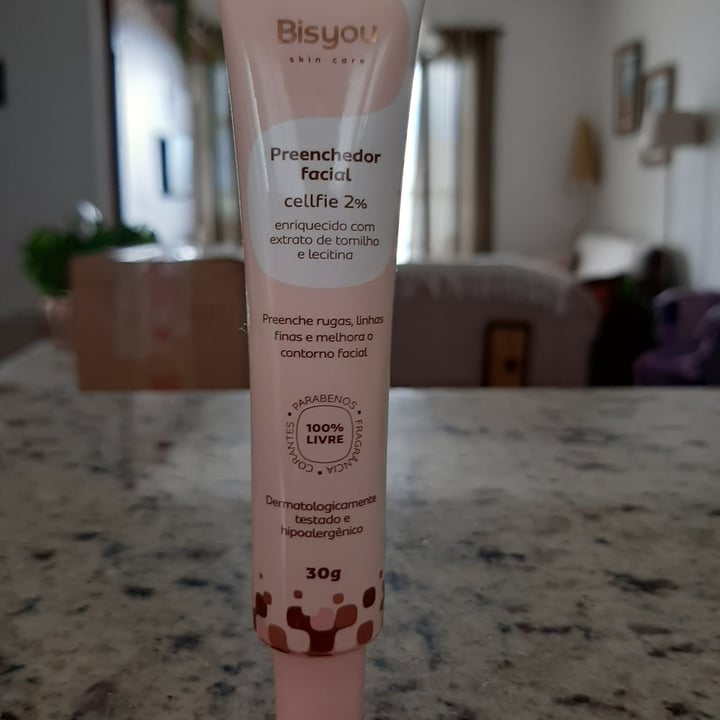 Bisyou
skin care
Preenchedor
facial
cellfie 2%
enriquecido com
extrato de tomilho
e lecitina
Preenche rugas, linhas
finas e melhora o
contorno facial
• PARABENOS • FRAGRÂNCIA • CORANTES
100%
LIVRE
Dermatologicamente
testado e
hipoalergênico
30g